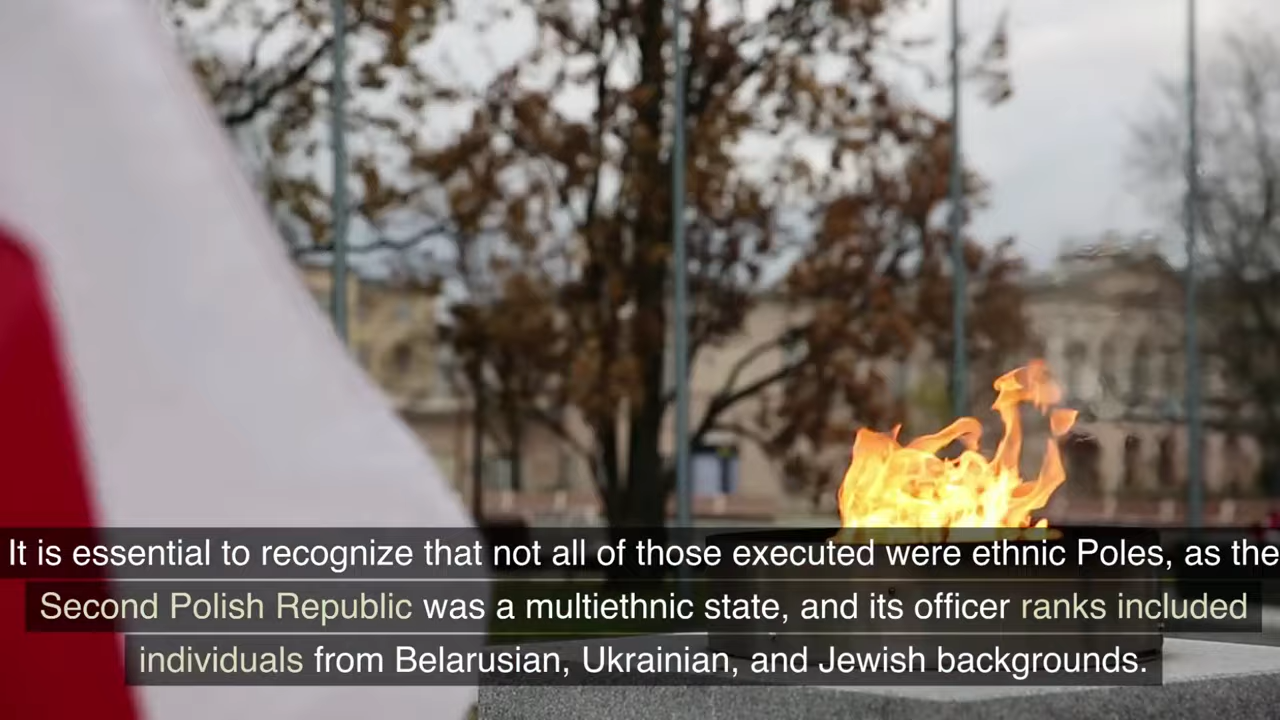 It is essential to recognize that not all of those executed were ethnic Poles, as the
Second Polish Republic was a multiethnic state, and its officer ranks included
individuals from Belarusian, Ukrainian, and Jewish backgrounds.